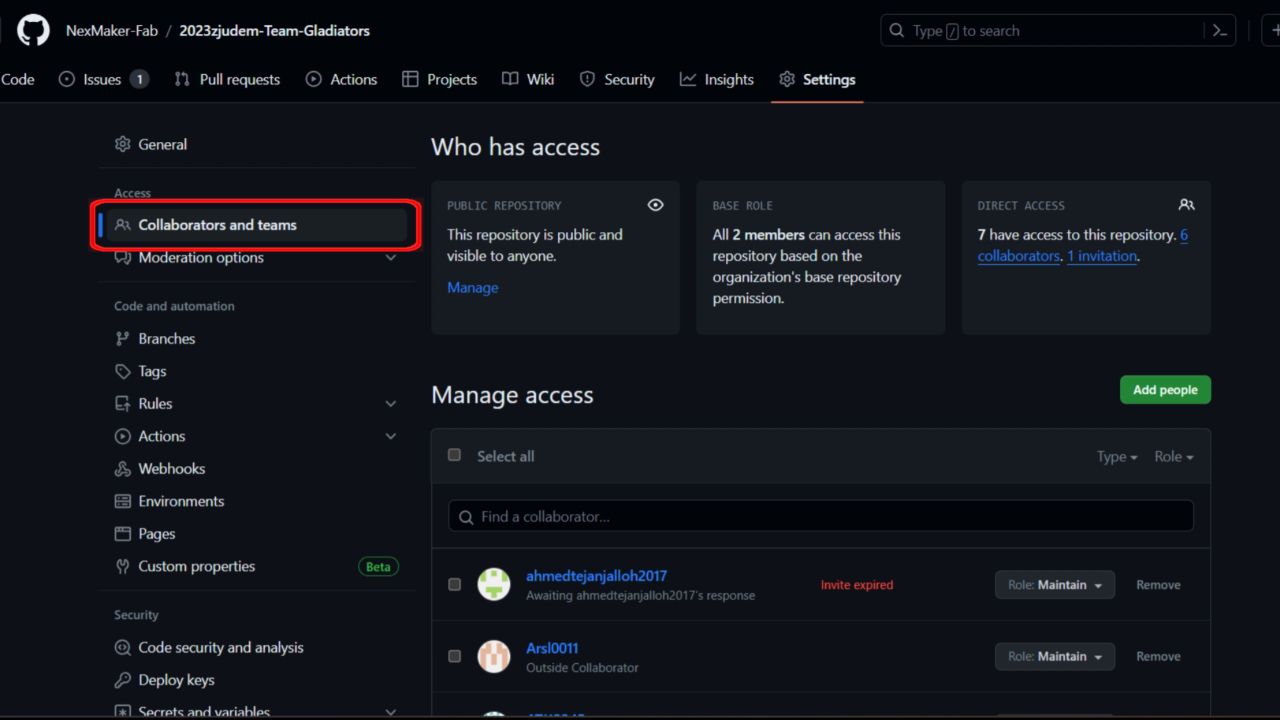 NexMaker-Fab / 2023zjudem-Team-Gladiators
Type / to search
Code Issues 1 Pull requests Actions Projects Wiki Security Insights Settings
General
Access
Collaborators and teams
Moderation options
Code and automation
Branches
Tags
Rules
Actions
Webhooks
Environments
Pages
Custom properties Beta
Security
Code security and analysis
Deploy keys
Secrets and variables
Who has access
PUBLIC REPOSITORY
This repository is public and
visible to anyone.
Manage
BASE ROLE
All 2 members can access this
repository based on the
organization's base repository
permission.
DIRECT ACCESS
7 have access to this repository. 6
collaborators. 1 invitation.
Manage access
Add people
Select all
Type Role
Find a collaborator...
ahmedtejanjalloh2017
Awaiting ahmedtejanjalloh2017's response
Invite expired
Role: Maintain
Remove
Arsl0011
Outside Collaborator
Role: Maintain
Remove